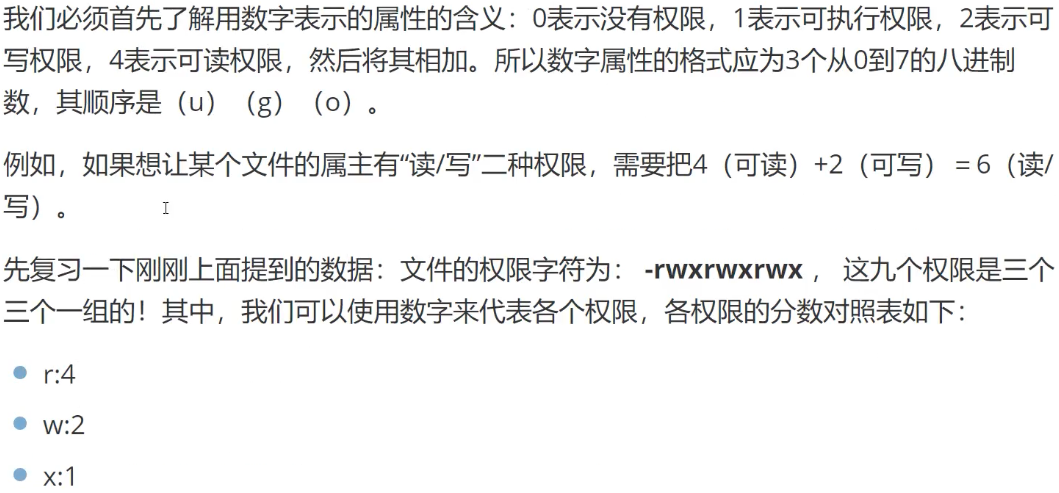 我们必须首先了解用数字表示的属性的含义：0表示没有权限，1表示可执行权限，2表示可
写权限，4表示可读权限，然后将其相加。所以数字属性的格式应为3个从0到7的八进制
数，其顺序是（u）（g）（o）。
例如，如果想让某个文件的属主有“读/写”二种权限，需要把4（可读）+2（可写）＝6（读/
写）。
先复习一下刚刚上面提到的数据：文件的权限字符为： -rwxrwxrwx ， 这九个权限是三个
三个一组的！其中，我们可以使用数字来代表各个权限，各权限的分数对照表如下：
r:4
w:2
x:1